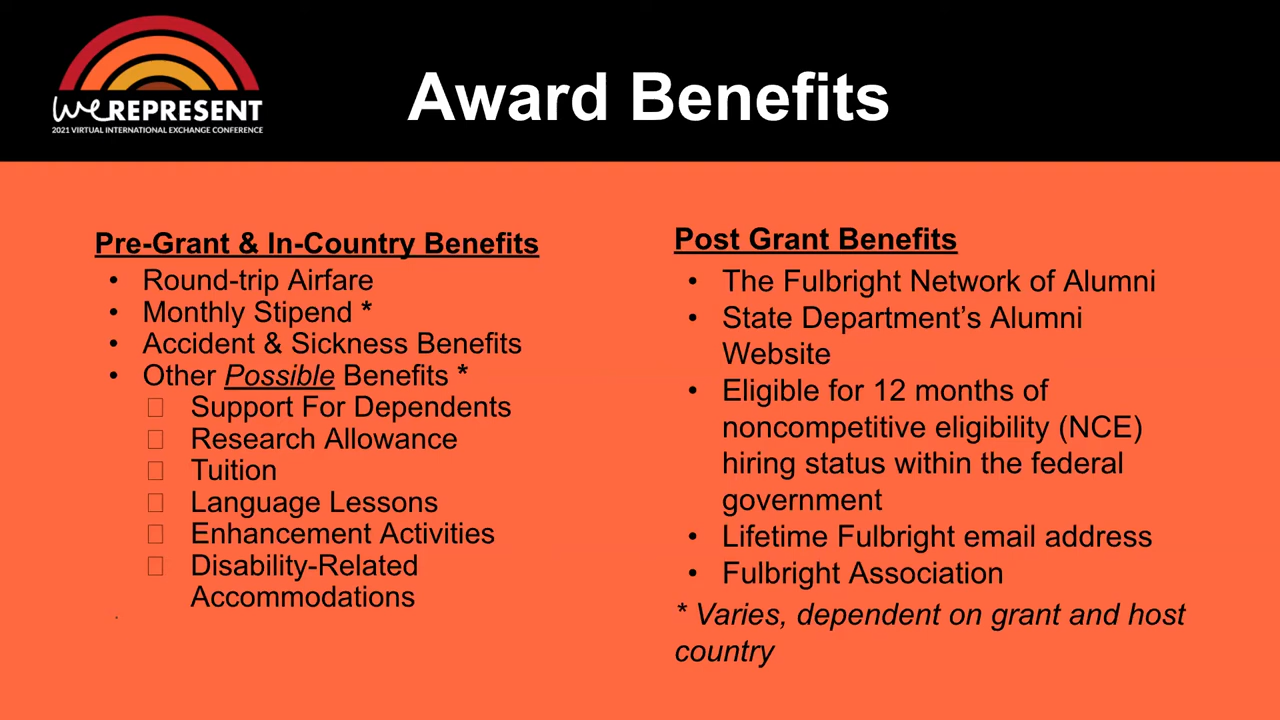 we REPRESENT
2021 VIRTUAL INTERNATIONAL EXCHANGE CONFERENCE
Award Benefits
Pre-Grant & In-Country Benefits
• Round-trip Airfare
• Monthly Stipend *
• Accident & Sickness Benefits
• Other Possible Benefits *
Support For Dependents
Research Allowance
Tuition
Language Lessons
Enhancement Activities
Disability-Related
Accommodations
Post Grant Benefits
• The Fulbright Network of Alumni
• State Department’s Alumni
Website
• Eligible for 12 months of
noncompetitive eligibility (NCE)
hiring status within the federal
government
• Lifetime Fulbright email address
• Fulbright Association
* Varies, dependent on grant and host
country